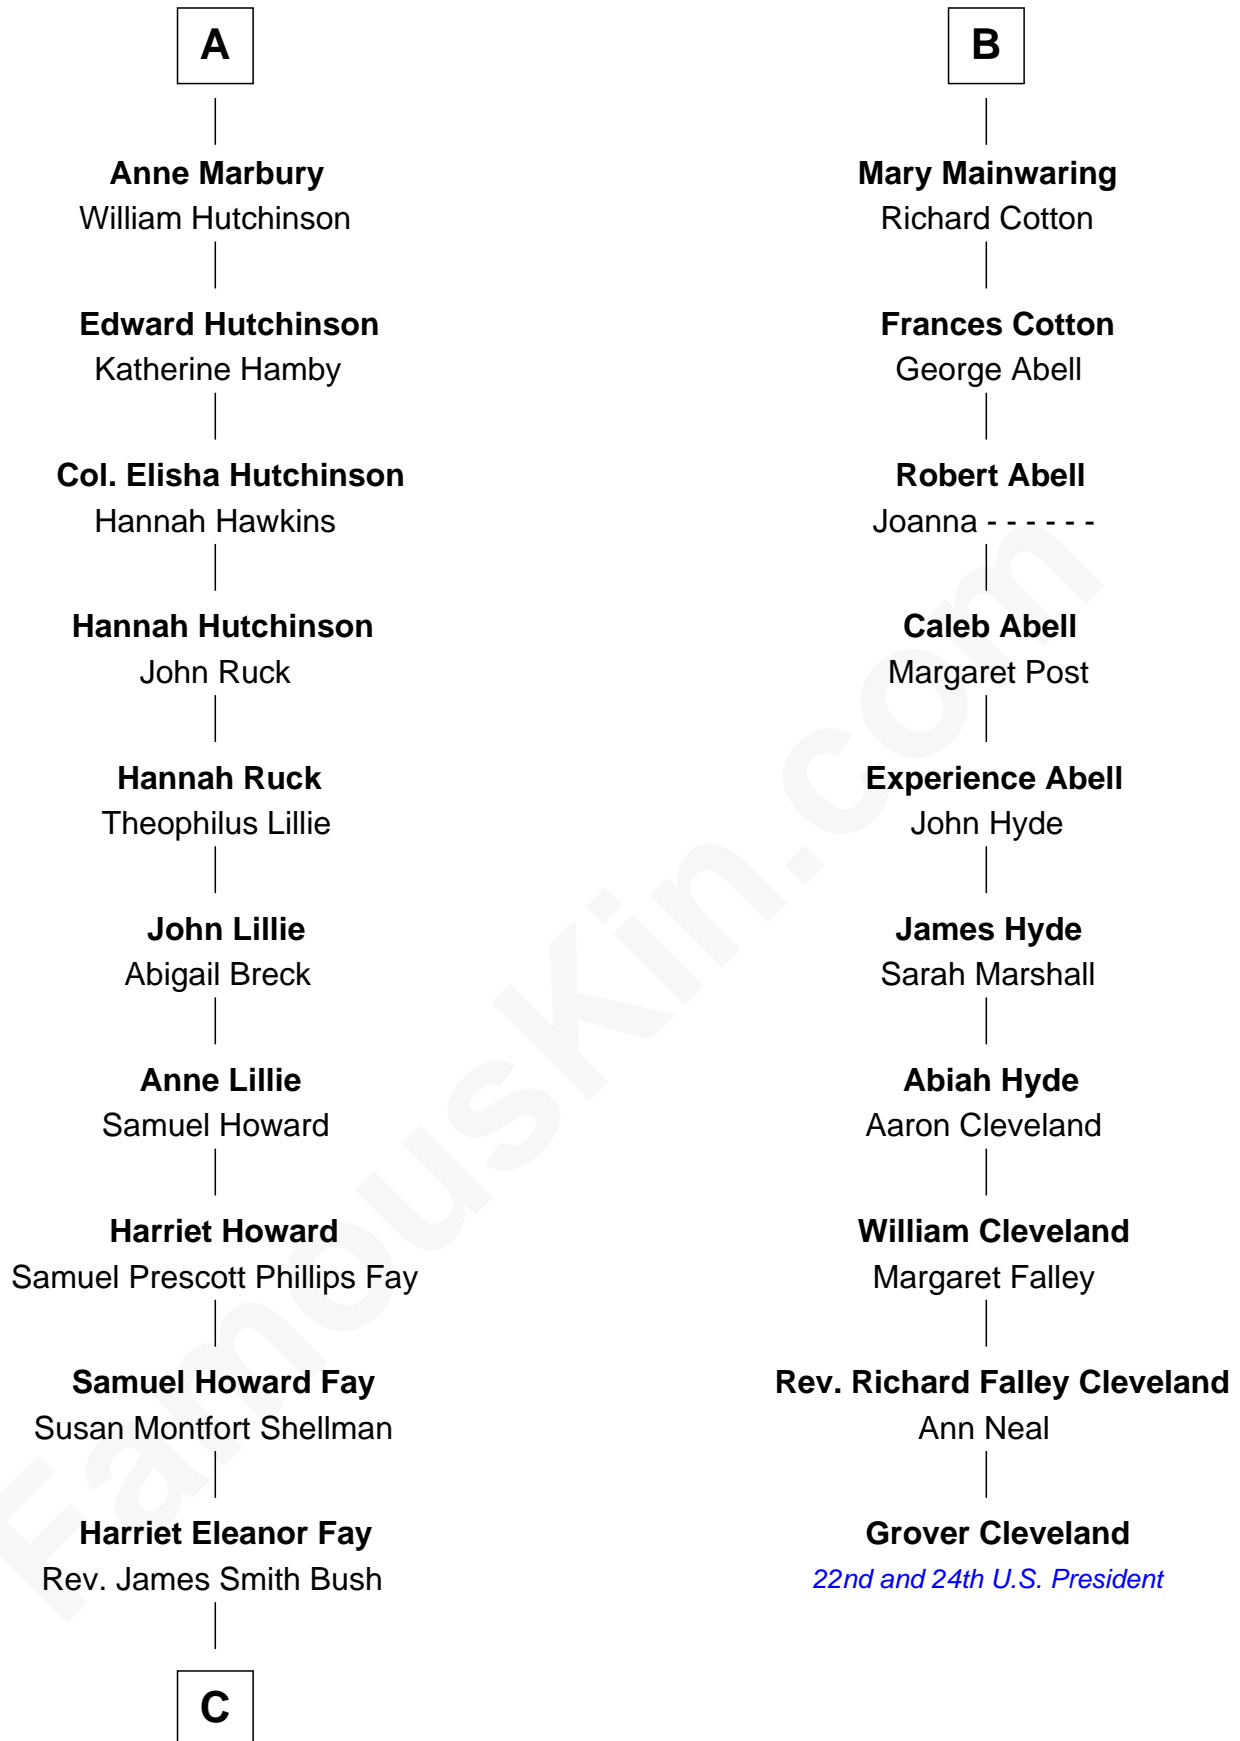 A
Anne Marbury
William Hutchinson
Edward Hutchinson
Katherine Hamby
Col. Elisha Hutchinson
Hannah Hawkins
Hannah Hutchinson
John Ruck
Hannah Ruck
Theophilus Lillie
John Lillie
Abigail Breck
Anne Lillie
Samuel Howard
Harriet Howard
Samuel Prescott Phillips Fay
Samuel Howard Fay
Susan Montfort Shellman
Harriet Eleanor Fay
Rev. James Smith Bush
C
B
Mary Mainwaring
Richard Cotton
Frances Cotton
George Abell
Robert Abell
Joanna - - - - - -
Caleb Abell
Margaret Post
Experience Abell
John Hyde
James Hyde
Sarah Marshall
Abiah Hyde
Aaron Cleveland
William Cleveland
Margaret Falley
Rev. Richard Falley Cleveland
Ann Neal
Grover Cleveland
22nd and 24th U.S. President
FamousKin.com